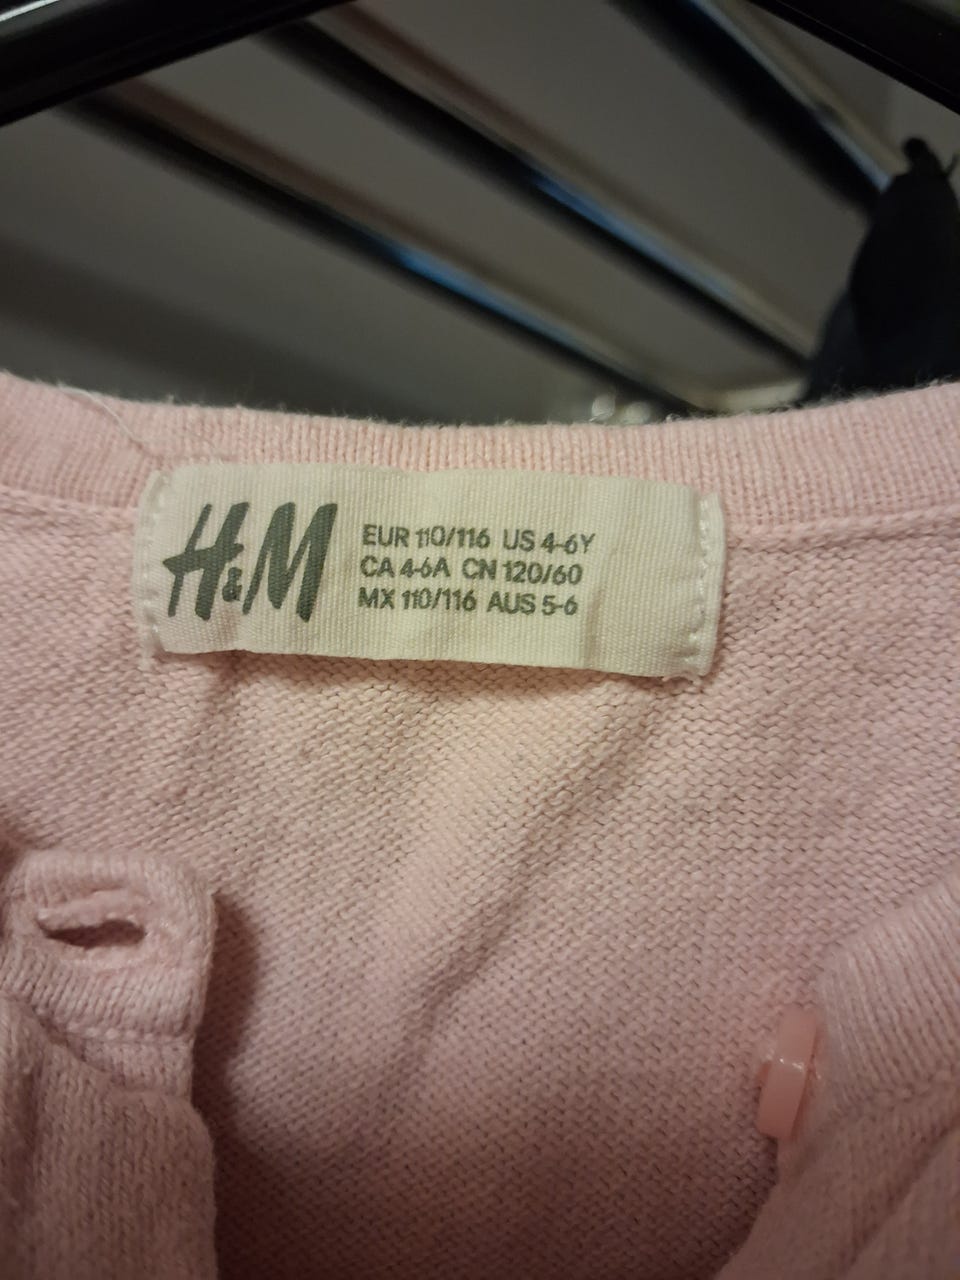 H&M
EUR 110/116 US 4-6Y
CA 4-6A CN 120/60
MX 110/116 AUS 5-6